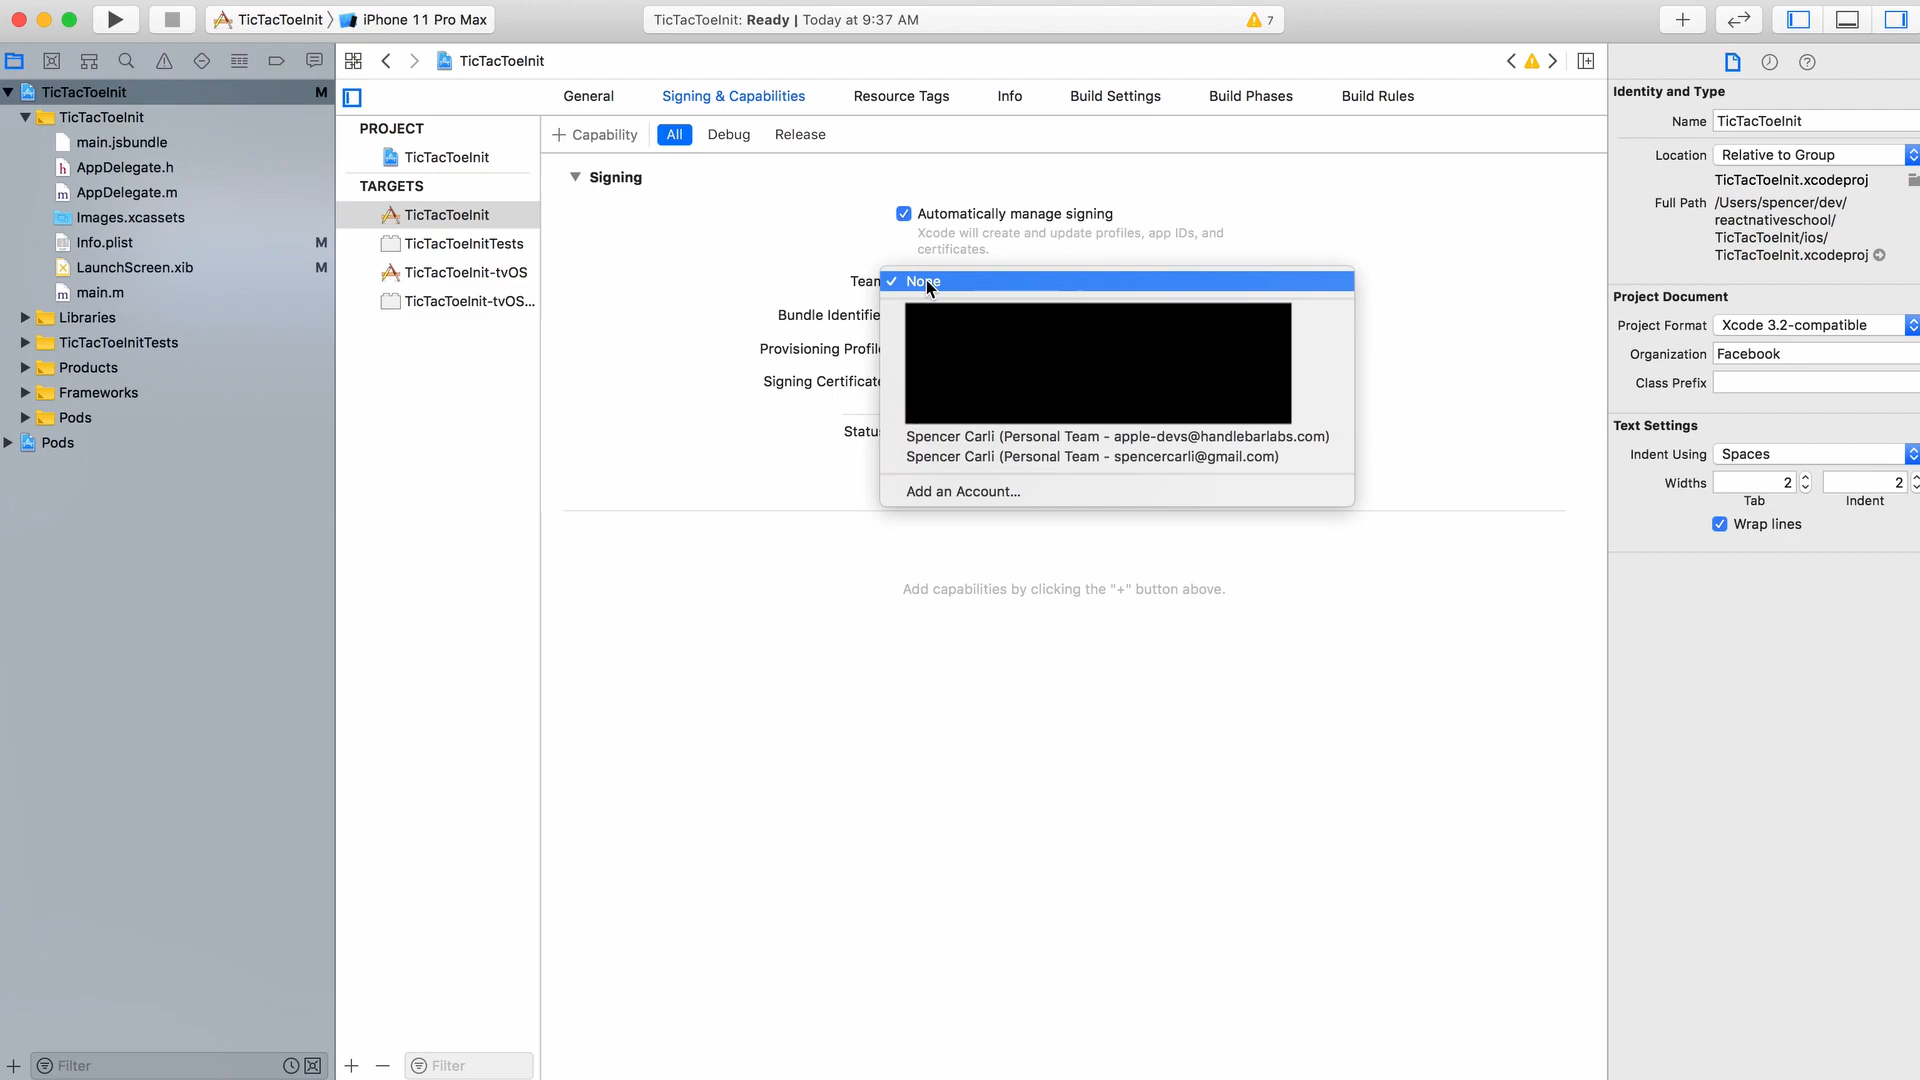 TicTacToeInit
iPhone 11 Pro Max
TicTacToeInit: Ready | Today at 9:37 AM
7
TicTacToeInit M
TicTacToeInit
main.jsbundle
AppDelegate.h
AppDelegate.m
Images.xcassets
Info.plist M
LaunchScreen.xib M
main.m
Libraries
TicTacToeInitTests
Products
Frameworks
Pods
Pods
Filter
TicTacToeInit
General Signing & Capabilities Resource Tags Info Build Settings Build Phases Build Rules
PROJECT
TicTacToeInit
TARGETS
TicTacToeInit
TicTacToeInitTests
TicTacToeInit-tvOS
TicTacToeInit-tvOS...
Filter
+ Capability All Debug Release
Signing
Automatically manage signing
Xcode will create and update profiles, app IDs, and
certificates.
Team
None
Bundle Identifie
Provisioning Profile
Signing Certificate
Status
Spencer Carli (Personal Team - apple-devs@handlebarlabs.com)
Spencer Carli (Personal Team - spencercarli@gmail.com)
Add an Account...
Add capabilities by clicking the "+" button above.
Identity and Type
Name TicTacToeInit
Location Relative to Group
TicTacToeInit.xcodeproj
Full Path /Users/spencer/dev/
reactnativeschool/
TicTacToeInit/ios/
TicTacToeInit.xcodeproj
Project Document
Project Format Xcode 3.2-compatible
Organization Facebook
Class Prefix
Text Settings
Indent Using Spaces
Widths 2 2
Tab Indent
Wrap lines